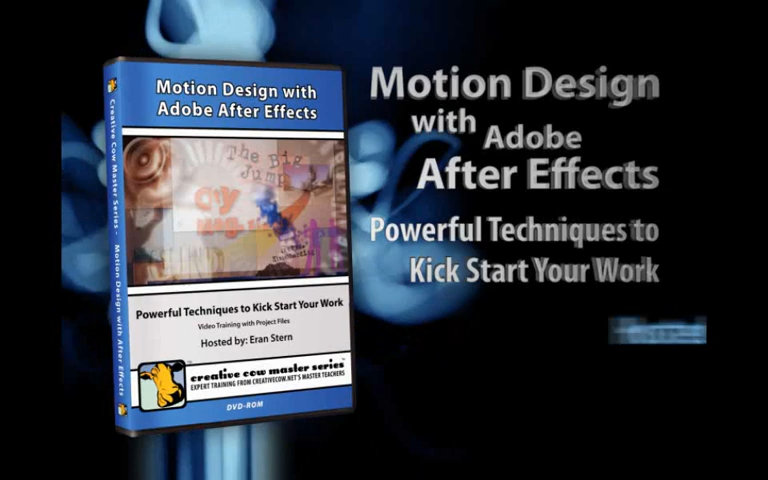 Motion Design with
Adobe After Effects
The Big
Jump
Powerful Techniques to Kick Start Your Work
Video Training with Project Files
Hosted by: Eran Stern
creative cow master series™
EXPERT TRAINING FROM CREATIVECOW.NET'S MASTER TEACHERS
DVD-ROM
Creative Cow Master Series - Motion Design with After Effects
Motion Design
with Adobe
After Effects
Powerful Techniques to
Kick Start Your Work